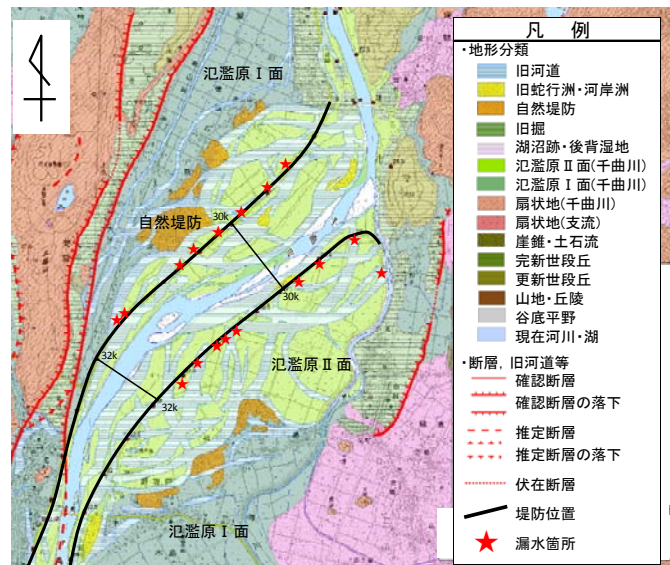 氾濫原Ⅰ面
自然堤防
30k
30k
32k
32k
氾濫原Ⅱ面
氾濫原Ⅰ面
凡 例
・地形分類
旧河道
旧蛇行洲・河岸洲
自然堤防
旧掘
湖沼跡・後背湿地
氾濫原Ⅱ面(千曲川)
氾濫原Ⅰ面(千曲川)
扇状地(千曲川)
扇状地(支流)
崖錐・土石流
完新世段丘
更新世段丘
山地・丘陵
谷底平野
現在河川・湖
・断層，旧河道等
確認断層
確認断層の落下
推定断層
推定断層の落下
伏在断層
堤防位置
漏水箇所